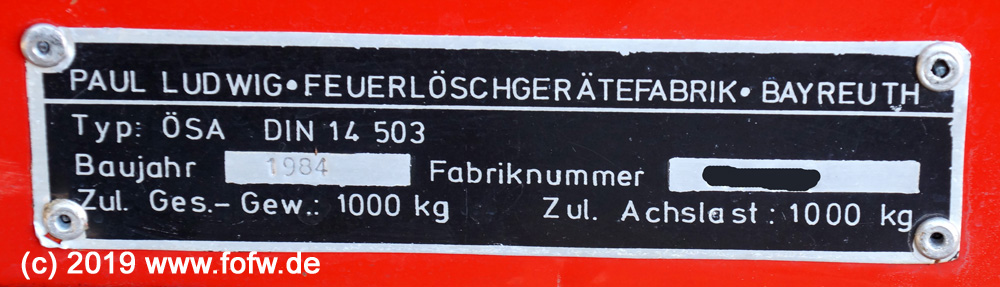 PAUL LUDWIG • FEUERLÖSCHGERÄTEFABRIK • BAYREUTH
Typ: ÖSA DIN 14 503
Baujahr 1984 Fabriknummer
Zul. Ges.-Gew.: 1000 kg Zul. Achslast: 1000 kg
(c) 2019 www.fofw.de